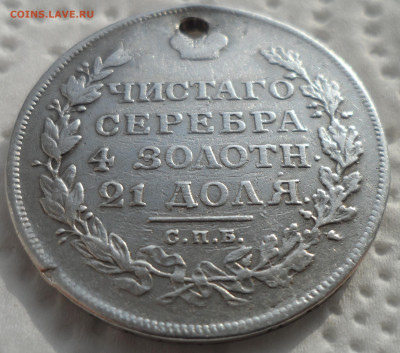 COINS.LAVE.RU
ЧИСТАГО
СЕРЕБРА
4 ЗОЛОТН.
21 ДОЛЯ.
С.П.Б.